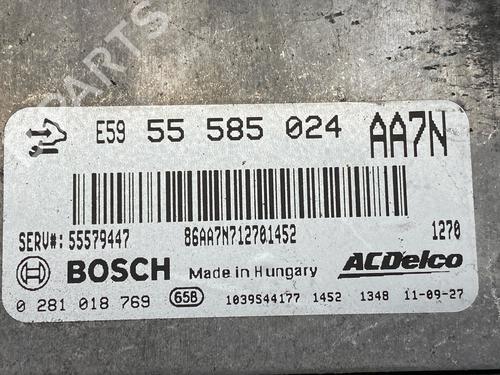 PARTS
E59 55 585 024 AA7N
SERV#: 55579447 86AA7N712701452 1270
BOSCH Made in Hungary ACDelco
0 281 018 769 65B 1039S44177 1452 1348 11-09-27